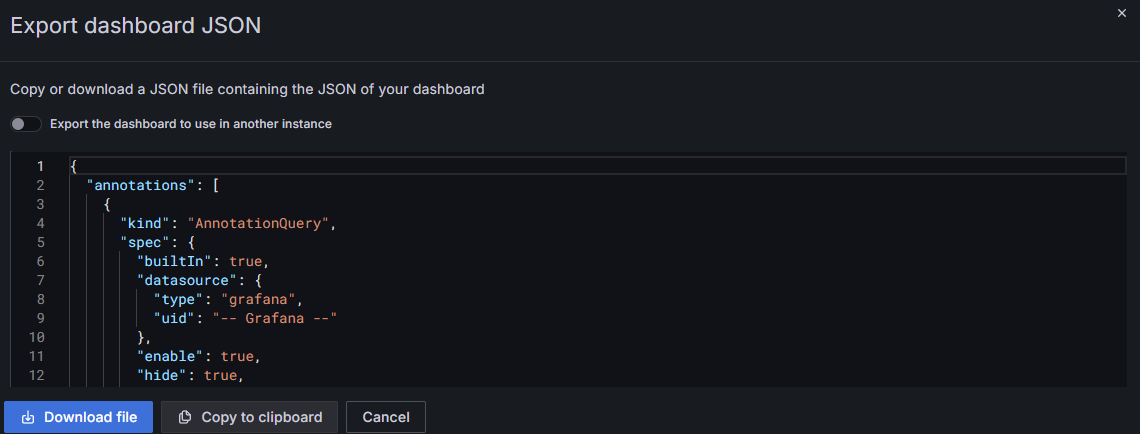 Export dashboard JSON
Copy or download a JSON file containing the JSON of your dashboard
Export the dashboard to use in another instance
1 {
2 "annotations": [
3 {
4 "kind": "AnnotationQuery",
5 "spec": {
6 "builtIn": true,
7 "datasource": {
8 "type": "grafana",
9 "uid": "-- Grafana --"
10 },
11 "enable": true,
12 "hide": true,
Download file Copy to clipboard Cancel